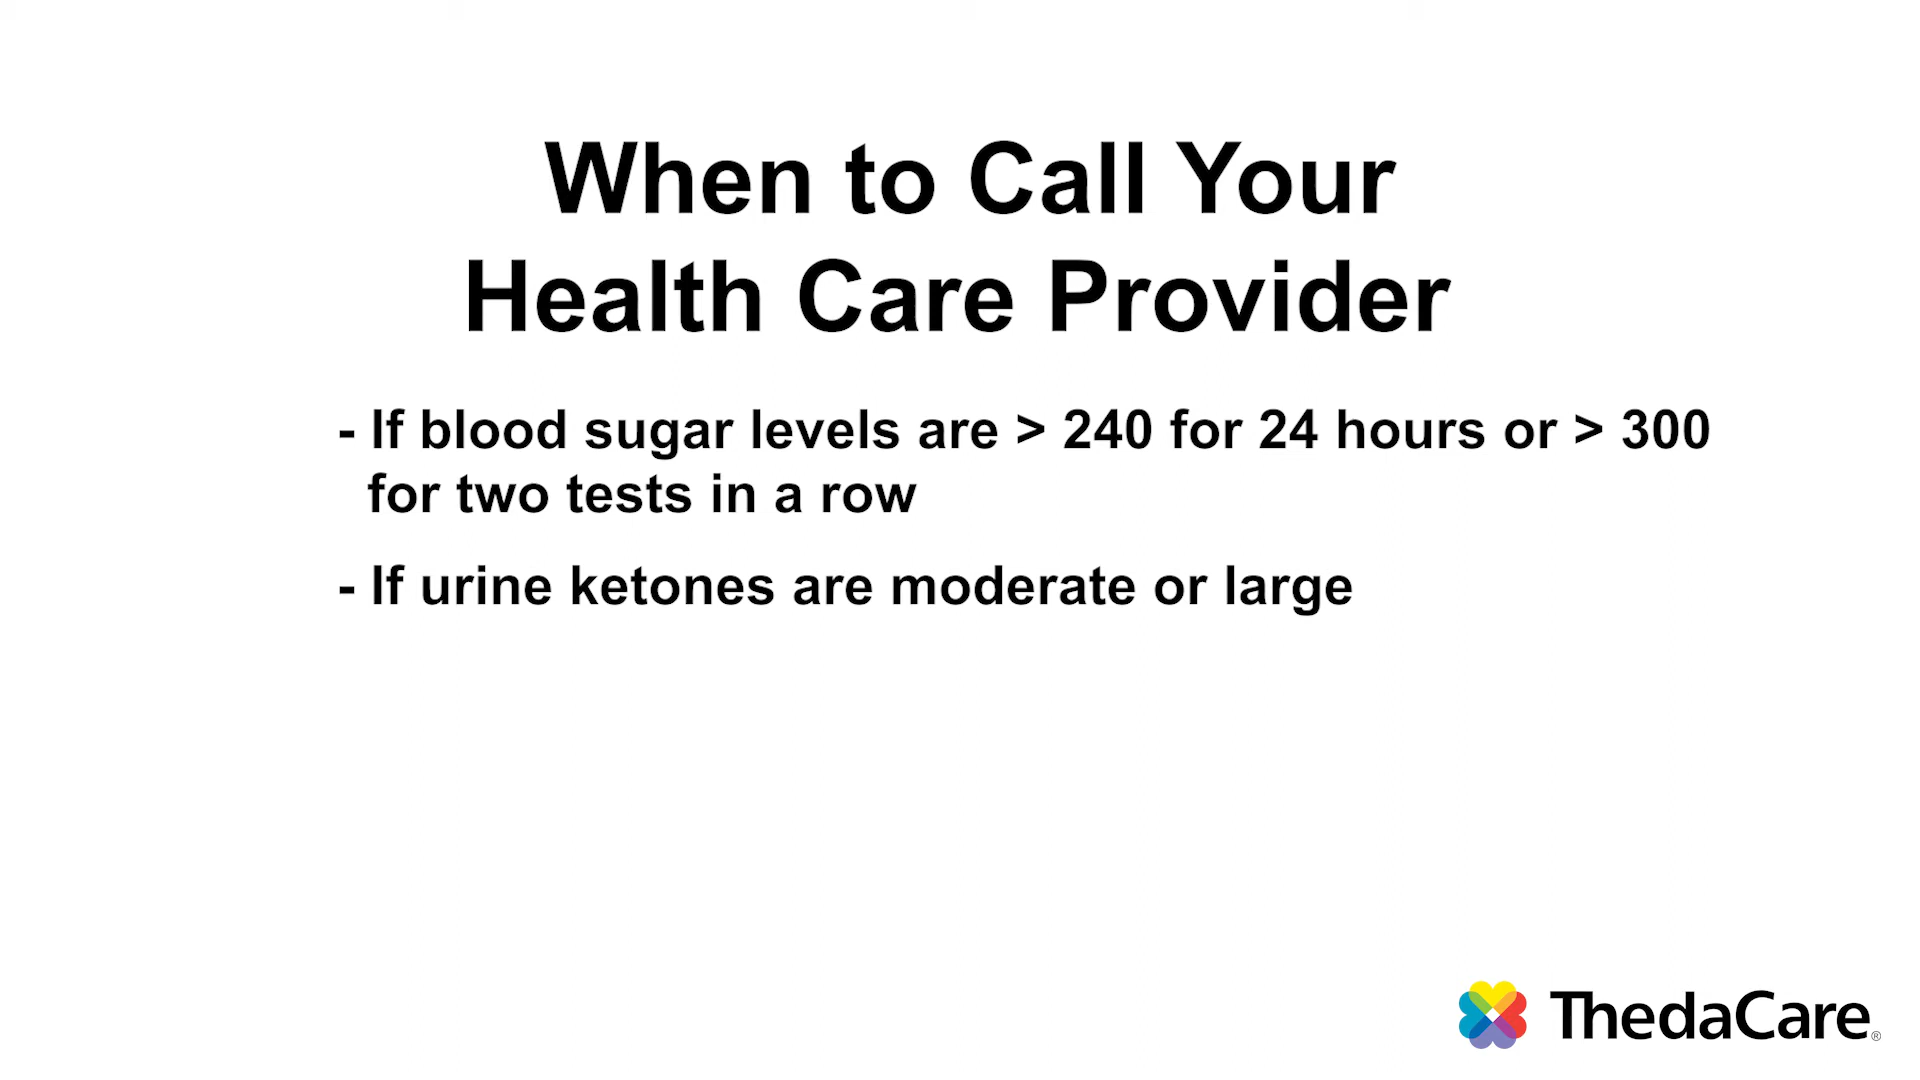 When to Call Your
Health Care Provider
- If blood sugar levels are > 240 for 24 hours or > 300
for two tests in a row
- If urine ketones are moderate or large
ThedaCare®